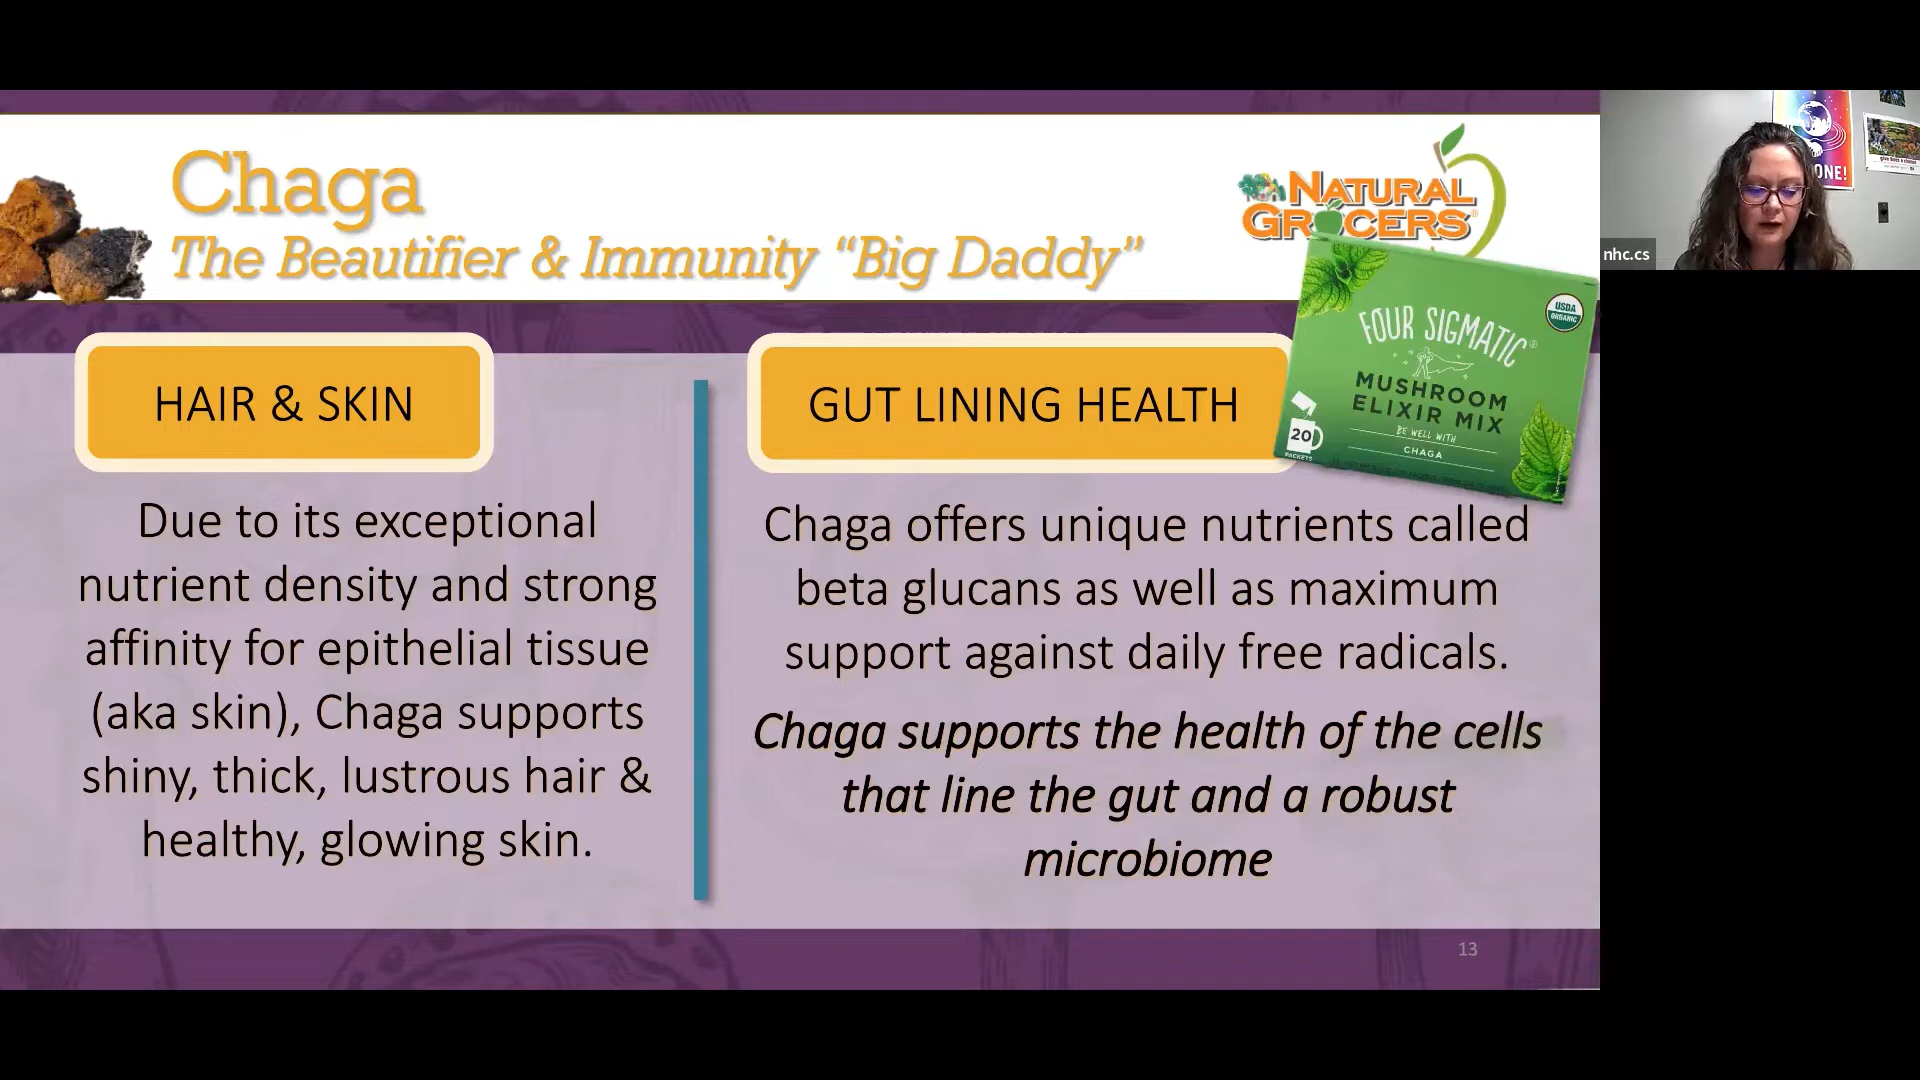 Chaga
The Beautifier & Immunity “Big Daddy”
NATURAL
GROCERS®
FOUR SIGMATIC®
MUSHROOM
ELIXIR MIX
BE WELL WITH
CHAGA
USDA
ORGANIC
20
PACKETS
HAIR & SKIN
Due to its exceptional
nutrient density and strong
affinity for epithelial tissue
(aka skin), Chaga supports
shiny, thick, lustrous hair &
healthy, glowing skin.
GUT LINING HEALTH
Chaga offers unique nutrients called
beta glucans as well as maximum
support against daily free radicals.
Chaga supports the health of the cells
that line the gut and a robust
microbiome
13
ONE!
give bees a chance
nhc.cs